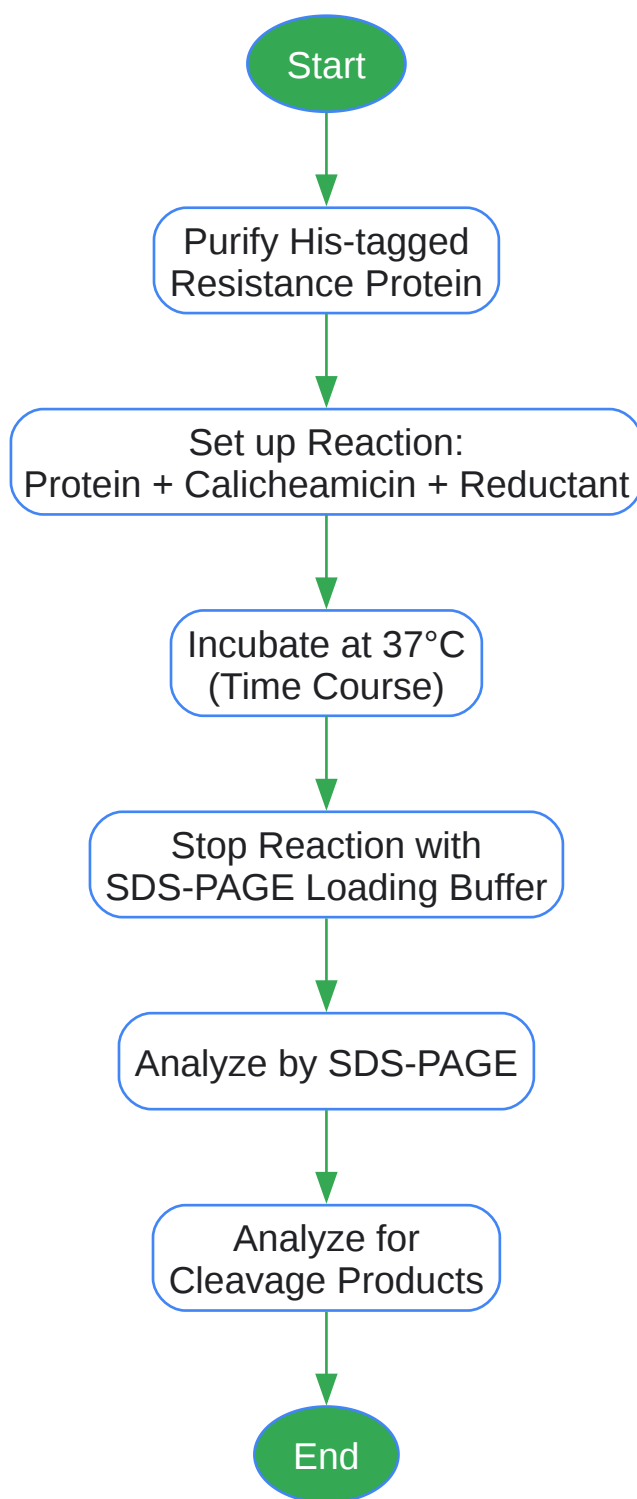 Start
Purify His-tagged
Resistance Protein
Set up Reaction:
Protein + Calicheamicin + Reductant
Incubate at 37°C
(Time Course)
Stop Reaction with
SDS-PAGE Loading Buffer
Analyze by SDS-PAGE
Analyze for
Cleavage Products
End